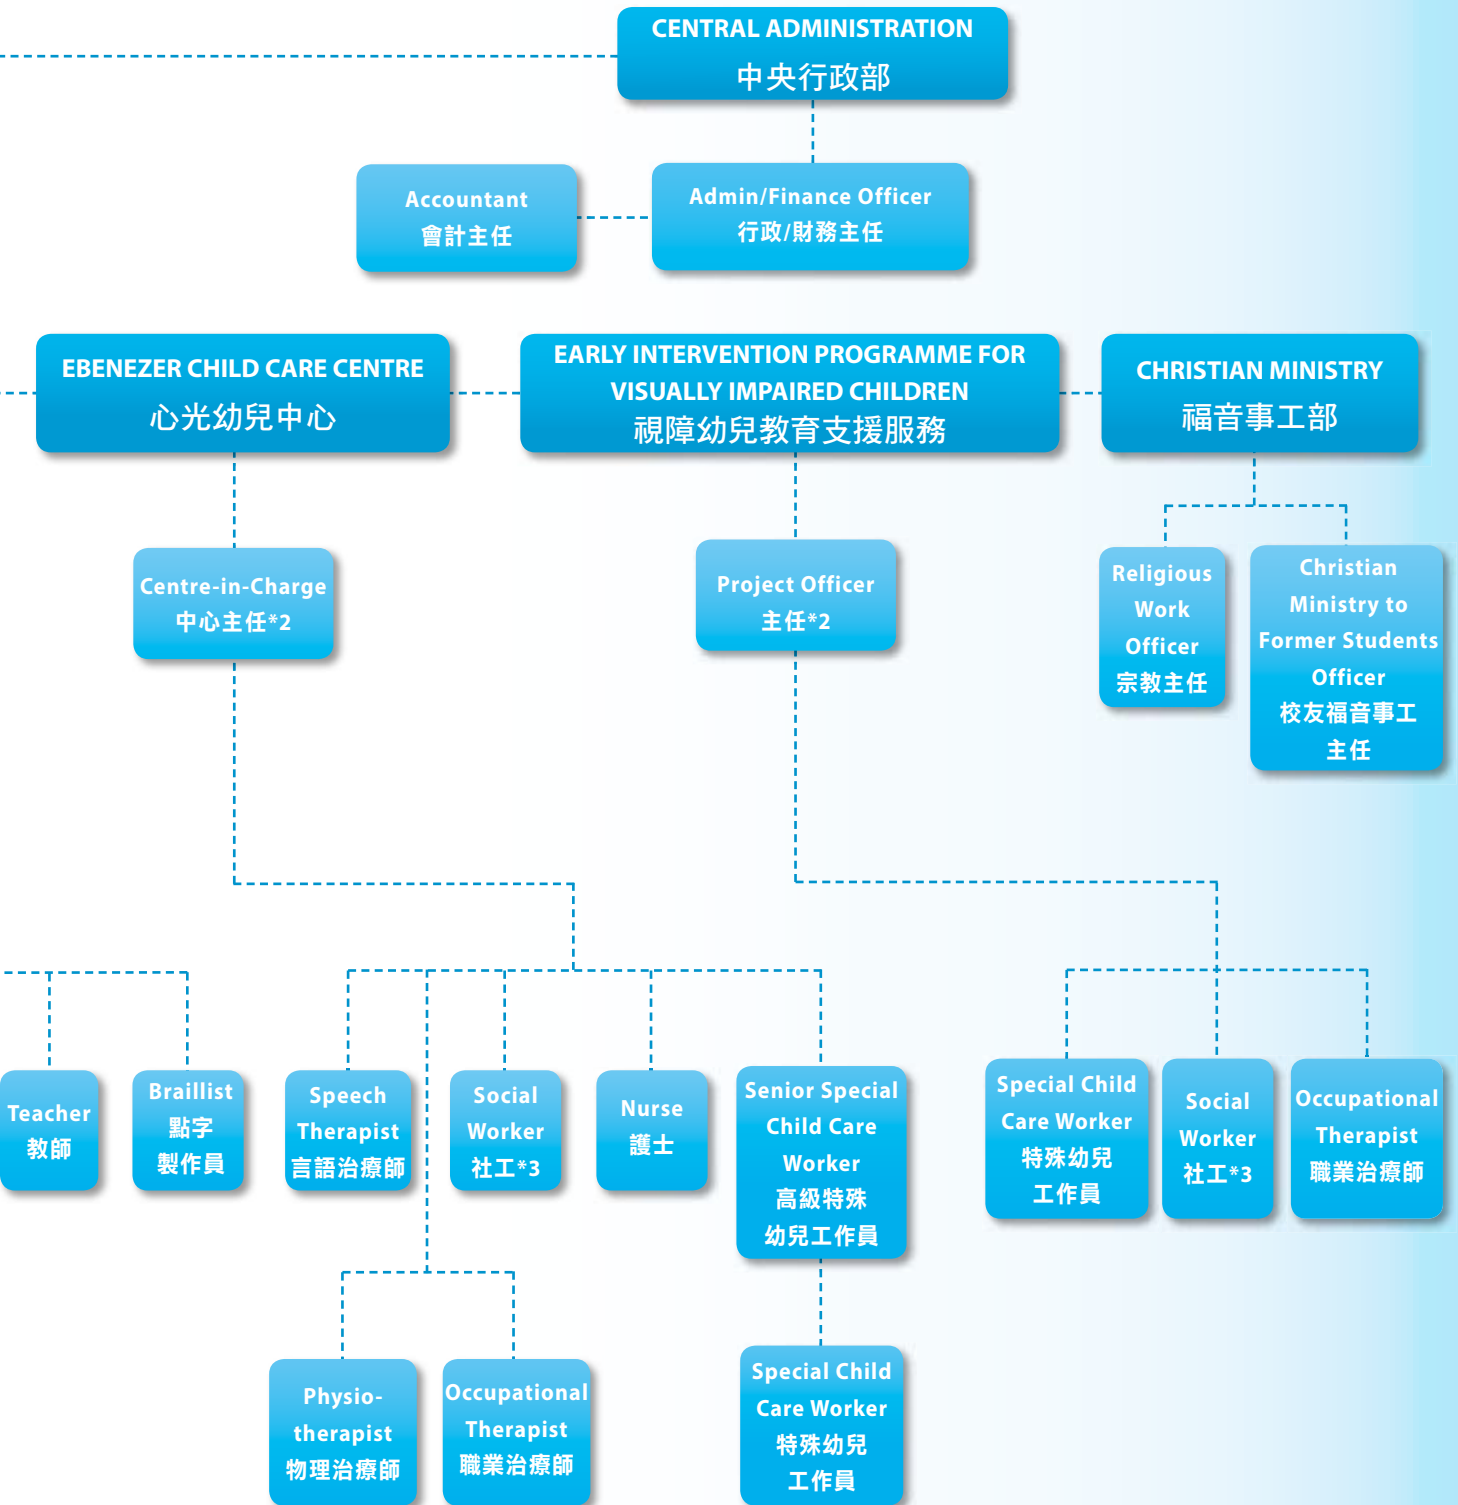 CENTRAL ADMINISTRATION
中央行政部
Accountant
會計主任
Admin/Finance Officer
行政/財務主任
EBENEZER CHILD CARE CENTRE
心光幼兒中心
EARLY INTERVENTION PROGRAMME FOR
VISUALLY IMPAIRED CHILDREN
視障幼兒教育支援服務
CHRISTIAN MINISTRY
福音事工部
Centre-in-Charge
中心主任*2
Project Officer
主任*2
Religious
Work
Officer
宗教主任
Christian
Ministry to
Former Students
Officer
校友福音事工
主任
Teacher
教師
Braillist
點字
製作員
Speech
Therapist
言語治療師
Social
Worker
社工*3
Nurse
護士
Senior Special
Child Care
Worker
高級特殊
幼兒工作員
Special Child
Care Worker
特殊幼兒
工作員
Social
Worker
社工*3
Occupational
Therapist
職業治療師
Physio-
therapist
物理治療師
Occupational
Therapist
職業治療師
Special Child
Care Worker
特殊幼兒
工作員